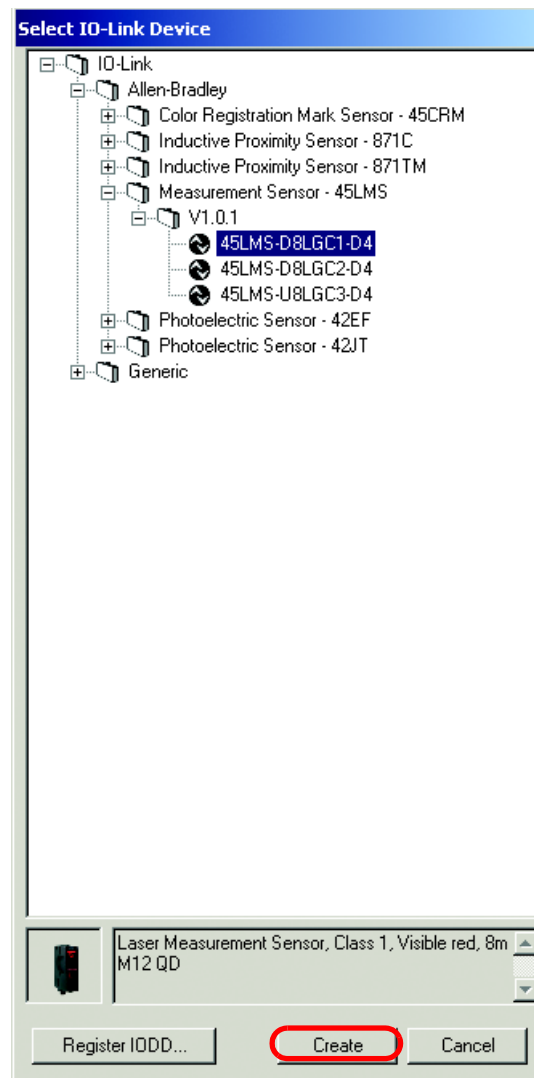 Select IO-Link Device
IO-Link
Allen-Bradley
Color Registration Mark Sensor - 45CRM
Inductive Proximity Sensor - 871C
Inductive Proximity Sensor - 871TM
Measurement Sensor - 45LMS
V1.0.1
45LMS-D8LGC1-D4
45LMS-D8LGC2-D4
45LMS-U8LGC3-D4
Photoelectric Sensor - 42EF
Photoelectric Sensor - 42JT
Generic
Laser Measurement Sensor, Class 1, Visible red, 8m
M12 QD
Register IODD... Create Cancel